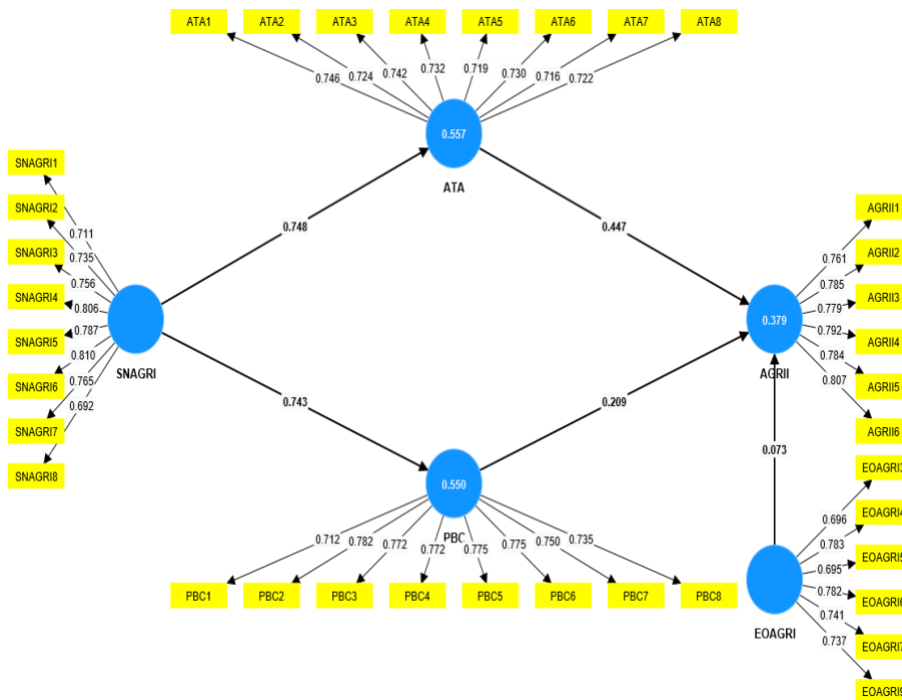 ATA1 ATA2 ATA3 ATA4 ATA5 ATA6 ATA7 ATA8
0.746 0.724 0.742 0.732 0.719 0.730 0.716 0.722
0.557
ATA
SNAGRI1
SNAGRI2
SNAGRI3
SNAGRI4
SNAGRI5
SNAGRI6
SNAGRI7
SNAGRI8
0.711
0.735
0.756
0.806
0.787
0.810
0.765
0.692
SNAGRI
0.748
0.447
0.743
0.209
AGRII1
AGRII2
AGRII3
AGRII4
AGRII5
AGRII6
0.761
0.785
0.779
0.792
0.784
0.807
0.379
AGRII
0.073
0.550
PBC
0.712 0.782 0.772 0.772 0.775 0.775 0.750 0.735
PBC1 PBC2 PBC3 PBC4 PBC5 PBC6 PBC7 PBC8
EOAGRI3
EOAGRI4
EOAGRI5
EOAGRI6
EOAGRI7
EOAGRI9
0.696
0.783
0.695
0.782
0.741
0.737
EOAGRI